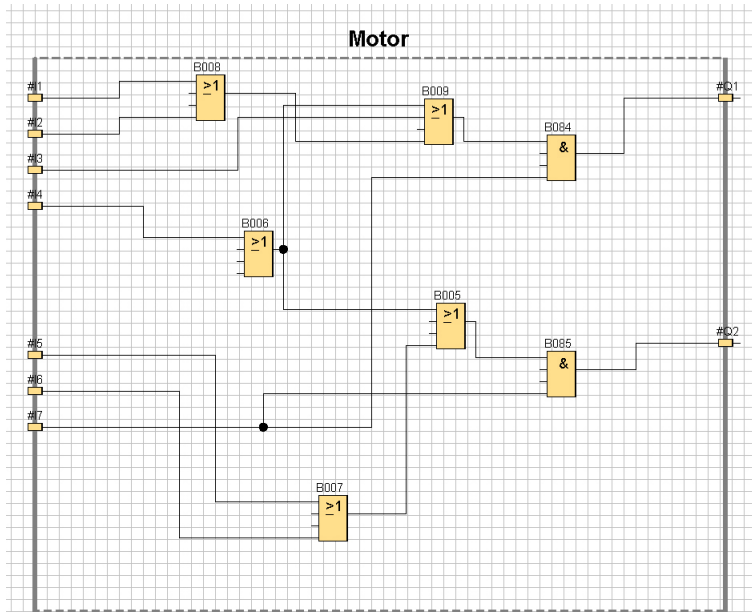 Motor
#I1
B008
≥1
B009
≥1
#Q1
#I2
B084
&
#I3
#I4
B006
≥1
B005
≥1
#Q2
#I5
B085
&
#I6
#I7
B007
≥1